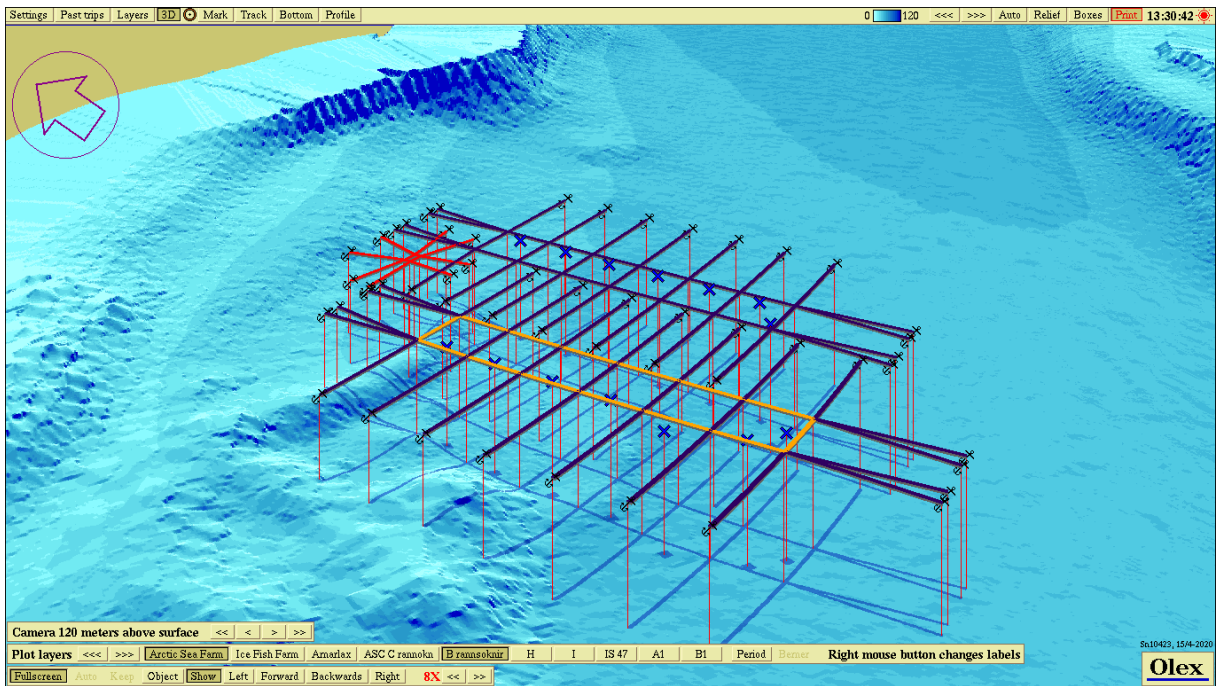 Settings Past trips Layers 3D Mark Track Bottom Profile 0 120 <<< >>> Auto Relief Boxes Print 13:30:42
Camera 120 meters above surface << < > >>
Sn10423, 15/4-2020
Plot layers <<< >>> Arctic Sea Farm Ice Fish Farm Amarlax ASC C rannokn B rannsoknir H I IS 47 A1 B1 Period Bemer Right mouse button changes labels
Olex
Fullscreen Auto Keep Object Show Left Forward Backwards Right 8X << >>